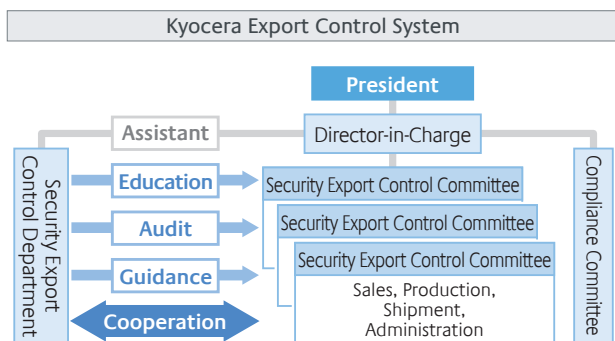 Kyocera Export Control System
President
Assistant
Director-in-Charge
Security Export
Control Department
Education
Audit
Guidance
Cooperation
Security Export Control Committee
Security Export Control Committee
Security Export Control Committee
Sales, Production,
Shipment,
Administration
Compliance Committee